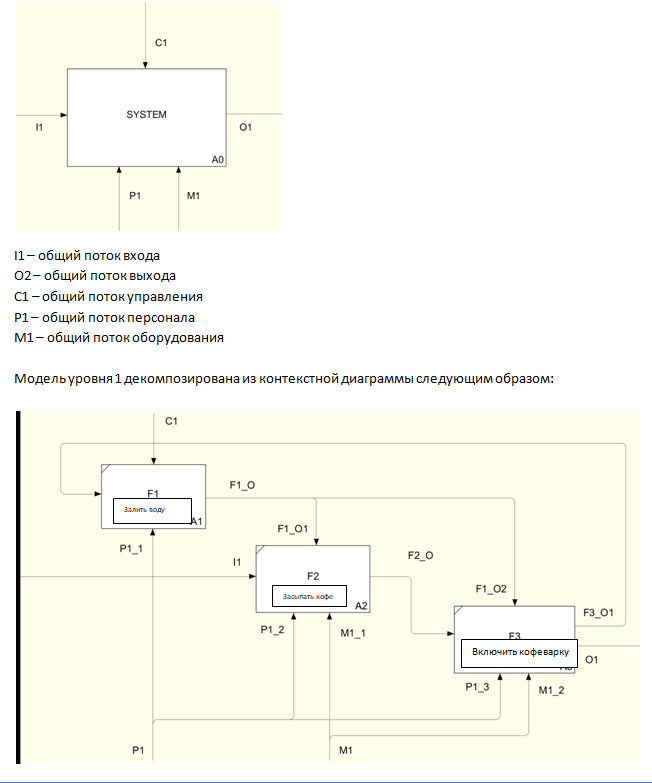 C1
SYSTEM
I1
O1
A0
P1
M1
I1 – общий поток входа
O2 – общий поток выхода
C1 – общий поток управления
P1 – общий поток персонала
M1 – общий поток оборудования
Модель уровня 1 декомпозирована из контекстной диаграммы следующим образом:
C1
F1
Залить воду
A1
F1_O
P1_1
F1_O1
I1
F2
Засыпать кофе
A2
F2_O
P1_2
M1_1
F1_O2
F3
Включить кофеварку
F3_O1
O1
P1_3
M1_2
P1
M1